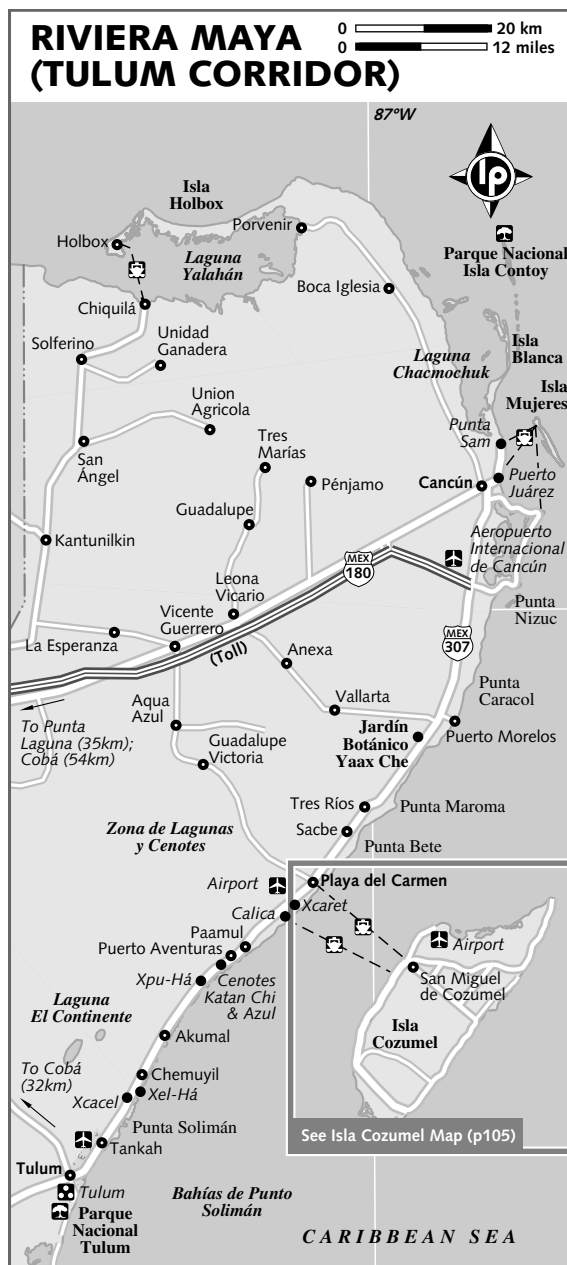 RIVIERA MAYA
(TULUM CORRIDOR)
0 20 km
0 12 miles
87°W
lp
Isla
Holbox
Holbox
Porvenir
Laguna
Yalahán
Parque Nacional
Isla Contoy
Boca Iglesia
Chiquilá
Solferino
Unidad
Ganadera
Laguna
Chacmochuk
Isla
Blanca
Isla
Mujeres
Union
Agricola
Punta
Sam
San
Ángel
Tres
Marías
Pénjamo
Cancún
Puerto
Juárez
Guadalupe
Kantunilkin
Aeropuerto
Internacional
de Cancún
MEX
180
Leona
Vicario
Punta
Nizuc
Vicente
Guerrero
La Esperanza
(Toll)
MEX
307
Anexa
Vallarta
Punta
Caracol
Aqua
Azul
To Punta
Laguna (35km);
Cobá (54km)
Jardín
Botánico
Yaax Che
Puerto Morelos
Guadalupe
Victoria
Tres Ríos
Punta Maroma
Sacbe
Zona de Lagunas
y Cenotes
Punta Bete
Airport
Playa del Carmen
Xcaret
Calica
Paamul
Puerto Aventuras
Airport
San Miguel
de Cozumel
Xpu-Há
Cenotes
Katan Chi
& Azul
Laguna
El Continente
Isla
Cozumel
Akumal
To Cobá
(32km)
Chemuyil
Xcacel
Xel-Há
Punta Solimán
See Isla Cozumel Map (p105)
Tankah
Tulum
Tulum
Parque
Nacional
Tulum
Bahías de Punto
Solimán
CARIBBEAN SEA